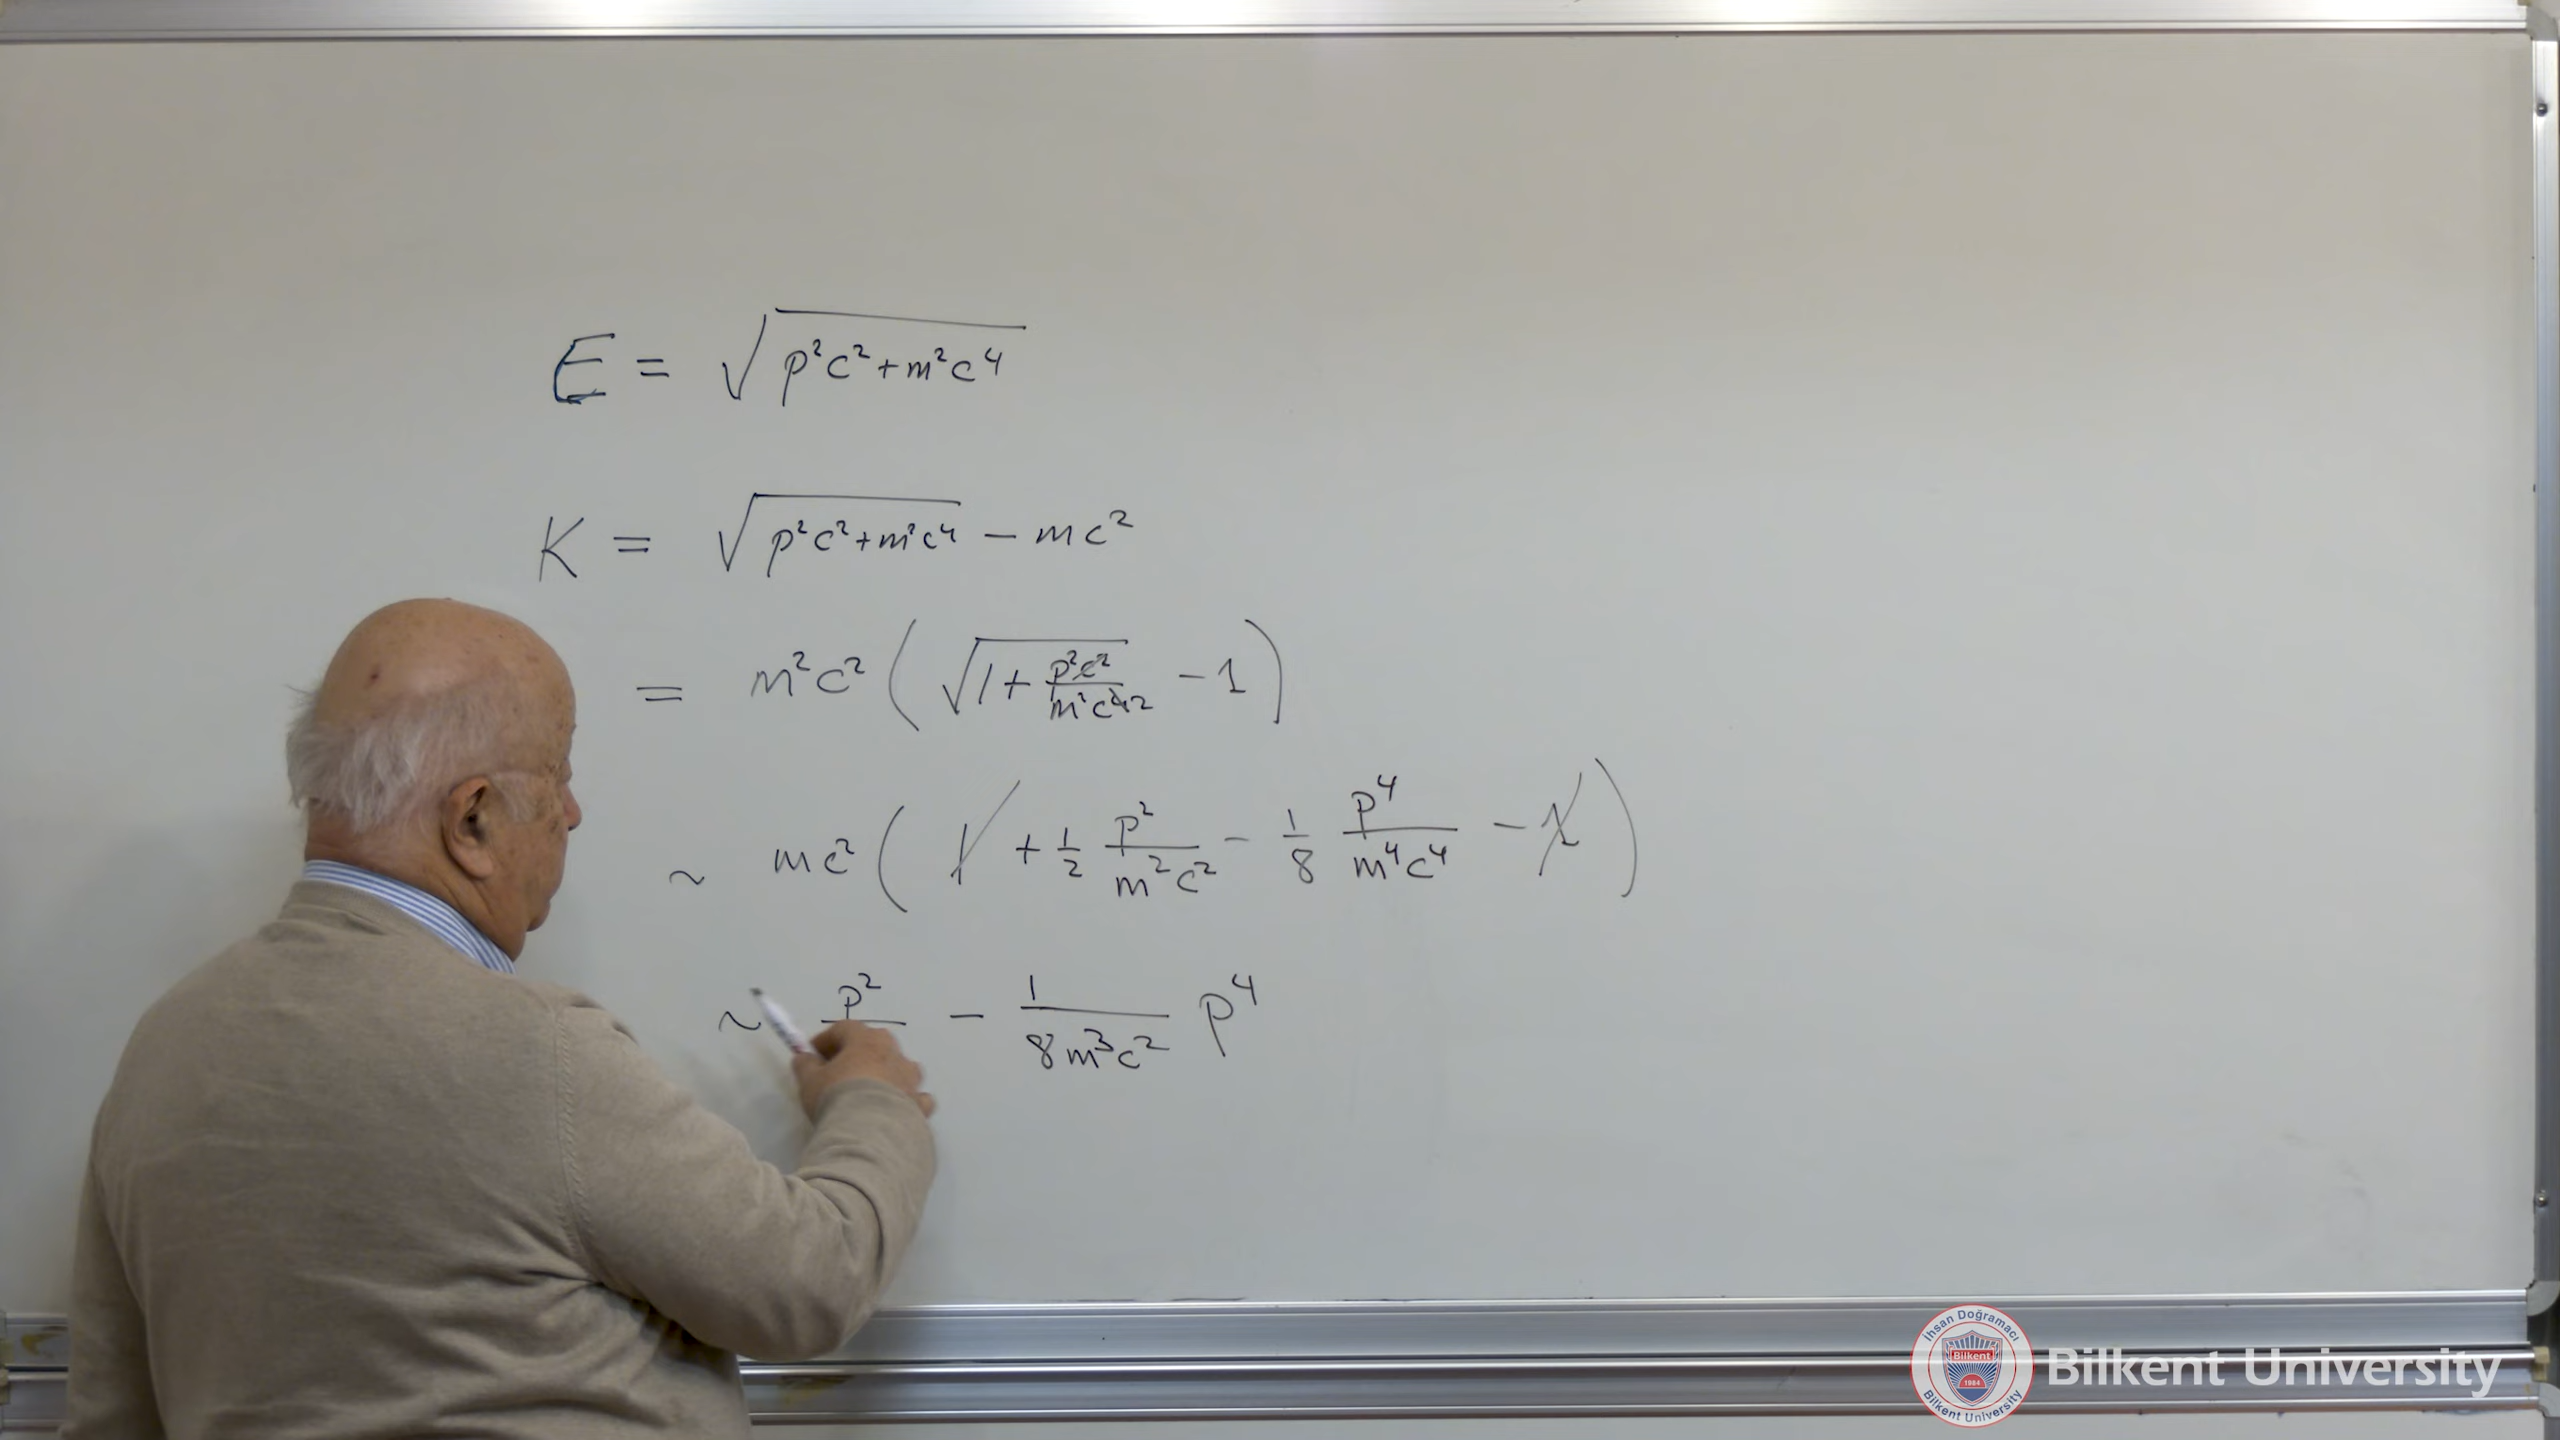 E = √(p²c²+m²c⁴)
K = √(p²c²+m²c⁴) − mc²
= m²c² ( √(1 + p²c²/m²c⁴²) − 1 )
~ mc² ( 1 + 1/2 p²/m²c² − 1/8 p⁴/m⁴c⁴ − 1 )
~ p² − 1/8m³c² p⁴
İhsan Doğramacı
Bilkent
1984
Bilkent University
Bilkent University